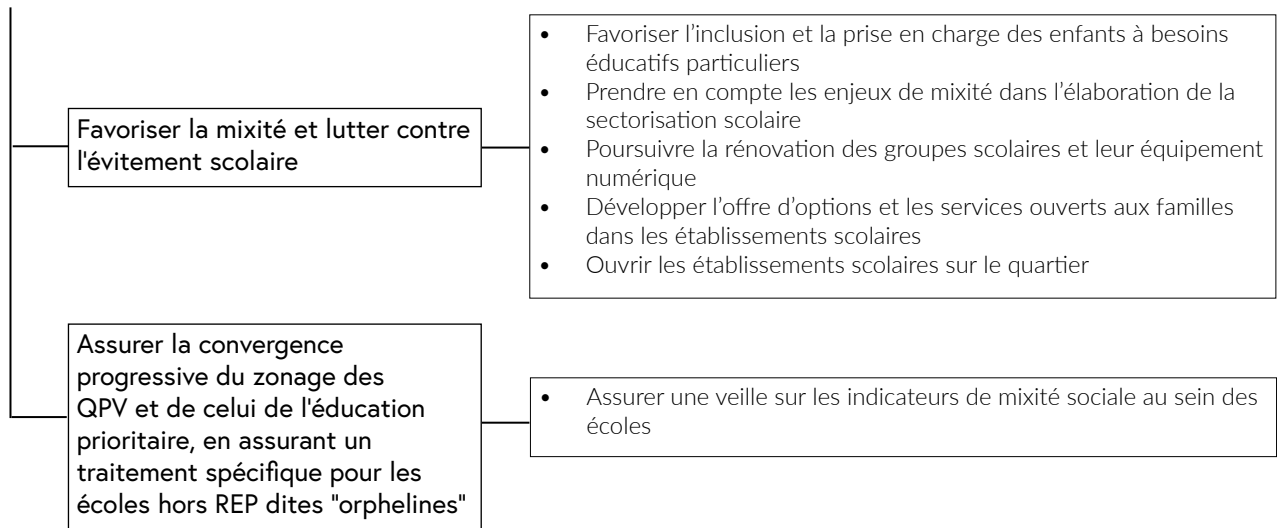 Favoriser la mixité et lutter contre
l'évitement scolaire
• Favoriser l’inclusion et la prise en charge des enfants à besoins
éducatifs particuliers
• Prendre en compte les enjeux de mixité dans l’élaboration de la
sectorisation scolaire
• Poursuivre la rénovation des groupes scolaires et leur équipement
numérique
• Développer l’offre d’options et les services ouverts aux familles
dans les établissements scolaires
• Ouvrir les établissements scolaires sur le quartier
Assurer la convergence
progressive du zonage des
QPV et de celui de l'éducation
prioritaire, en assurant un
traitement spécifique pour les
écoles hors REP dites "orphelines"
• Assurer une veille sur les indicateurs de mixité sociale au sein des
écoles